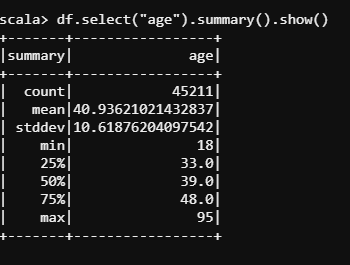 scala> df.select("age").summary().show()
+-------+-----------------+
|summary|              age|
+-------+-----------------+
|  count|            45211|
|   mean|40.93621021432837|
| stddev|10.61876204097542|
|    min|               18|
|    25%|             33.0|
|    50%|             39.0|
|    75%|             48.0|
|    max|               95|
+-------+-----------------+